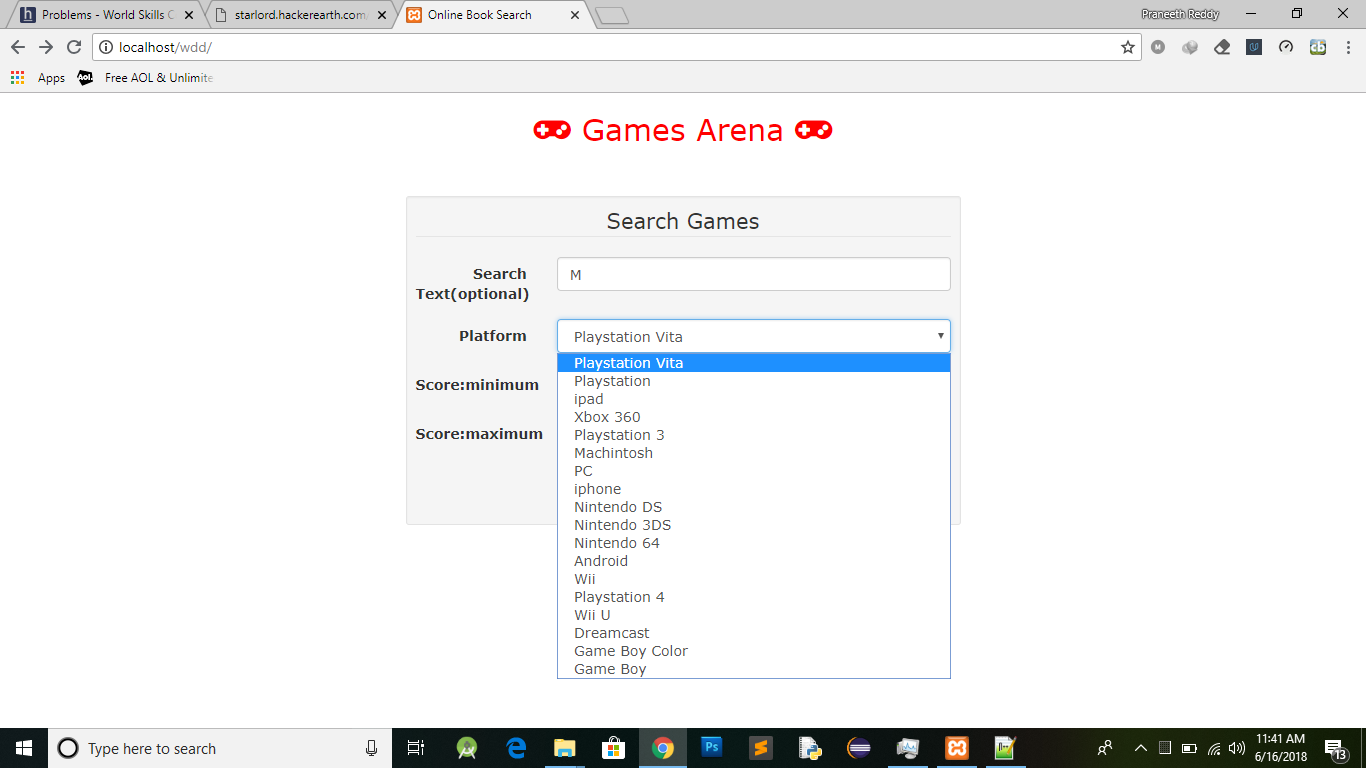 Problems - World Skills C
starlord.hackerearth.com/
Online Book Search
Praneeth Reddy
localhost/wdd/
Apps
Aol.
Free AOL & Unlimite
Games Arena
Search Games
Search
Text(optional)
M
Platform
Playstation Vita
Playstation Vita
Playstation
ipad
Xbox 360
Playstation 3
Machintosh
PC
iphone
Nintendo DS
Nintendo 3DS
Nintendo 64
Android
Wii
Playstation 4
Wii U
Dreamcast
Game Boy Color
Game Boy
Score:minimum
Score:maximum
Type here to search
Ps
11:41 AM
6/16/2018
13